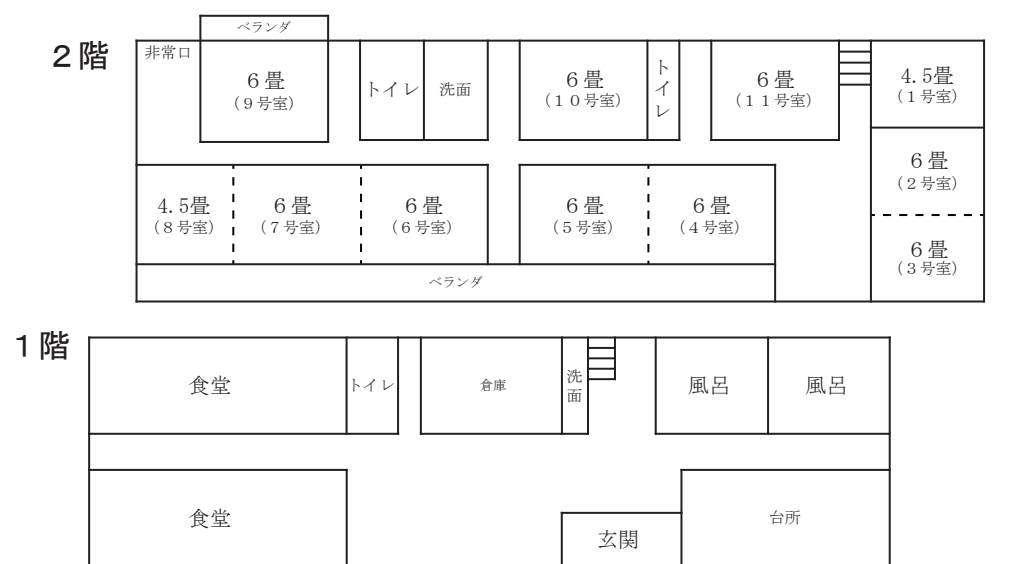 2階
ベランダ
非常口
6畳
(9号室)
トイレ
洗面
6畳
(10号室)
トイレ
6畳
(11号室)
4.5畳
(1号室)
6畳
(2号室)
6畳
(3号室)
4.5畳
(8号室)
6畳
(7号室)
6畳
(6号室)
6畳
(5号室)
6畳
(4号室)
ベランダ
1階
食堂
トイレ
倉庫
洗面
風呂
風呂
食堂
玄関
台所